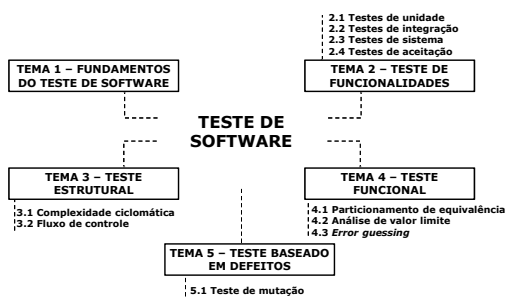 2.1 Testes de unidade
2.2 Testes de integração
2.3 Testes de sistema
2.4 Testes de aceitação
TEMA 1 – FUNDAMENTOS
DO TESTE DE SOFTWARE
TEMA 2 – TESTE DE
FUNCIONALIDADES
TESTE DE
SOFTWARE
TEMA 3 – TESTE
ESTRUTURAL
3.1 Complexidade ciclomática
3.2 Fluxo de controle
TEMA 4 – TESTE
FUNCIONAL
4.1 Particionamento de equivalência
4.2 Análise de valor limite
4.3 Error guessing
TEMA 5 – TESTE BASEADO
EM DEFEITOS
5.1 Teste de mutação